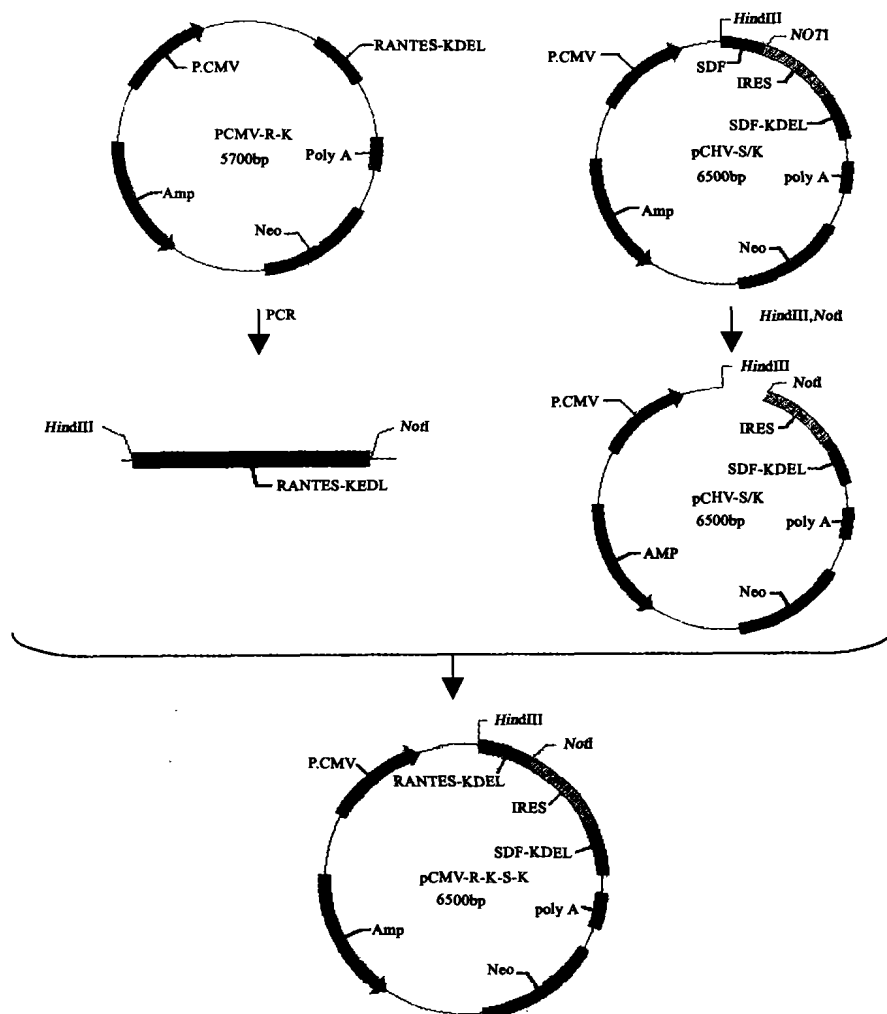 P.CMV
RANTES-KDEL
PCMV-R-K
5700bp
Poly A
Amp
Neo
HindIII
NOTI
P.CMV
SDF
IRES
SDF-KDEL
pCHV-S/K
6500bp
poly A
Amp
Neo
PCR
HindIII,NotI
HindIII
NotI
RANTES-KEDL
HindIII
NotI
P.CMV
IRES
SDF-KDEL
pCHV-S/K
6500bp
poly A
AMP
Neo
HindIII
NotI
P.CMV
RANTES-KDEL
IRES
SDF-KDEL
pCMV-R-K-S-K
6500bp
poly A
Amp
Neo